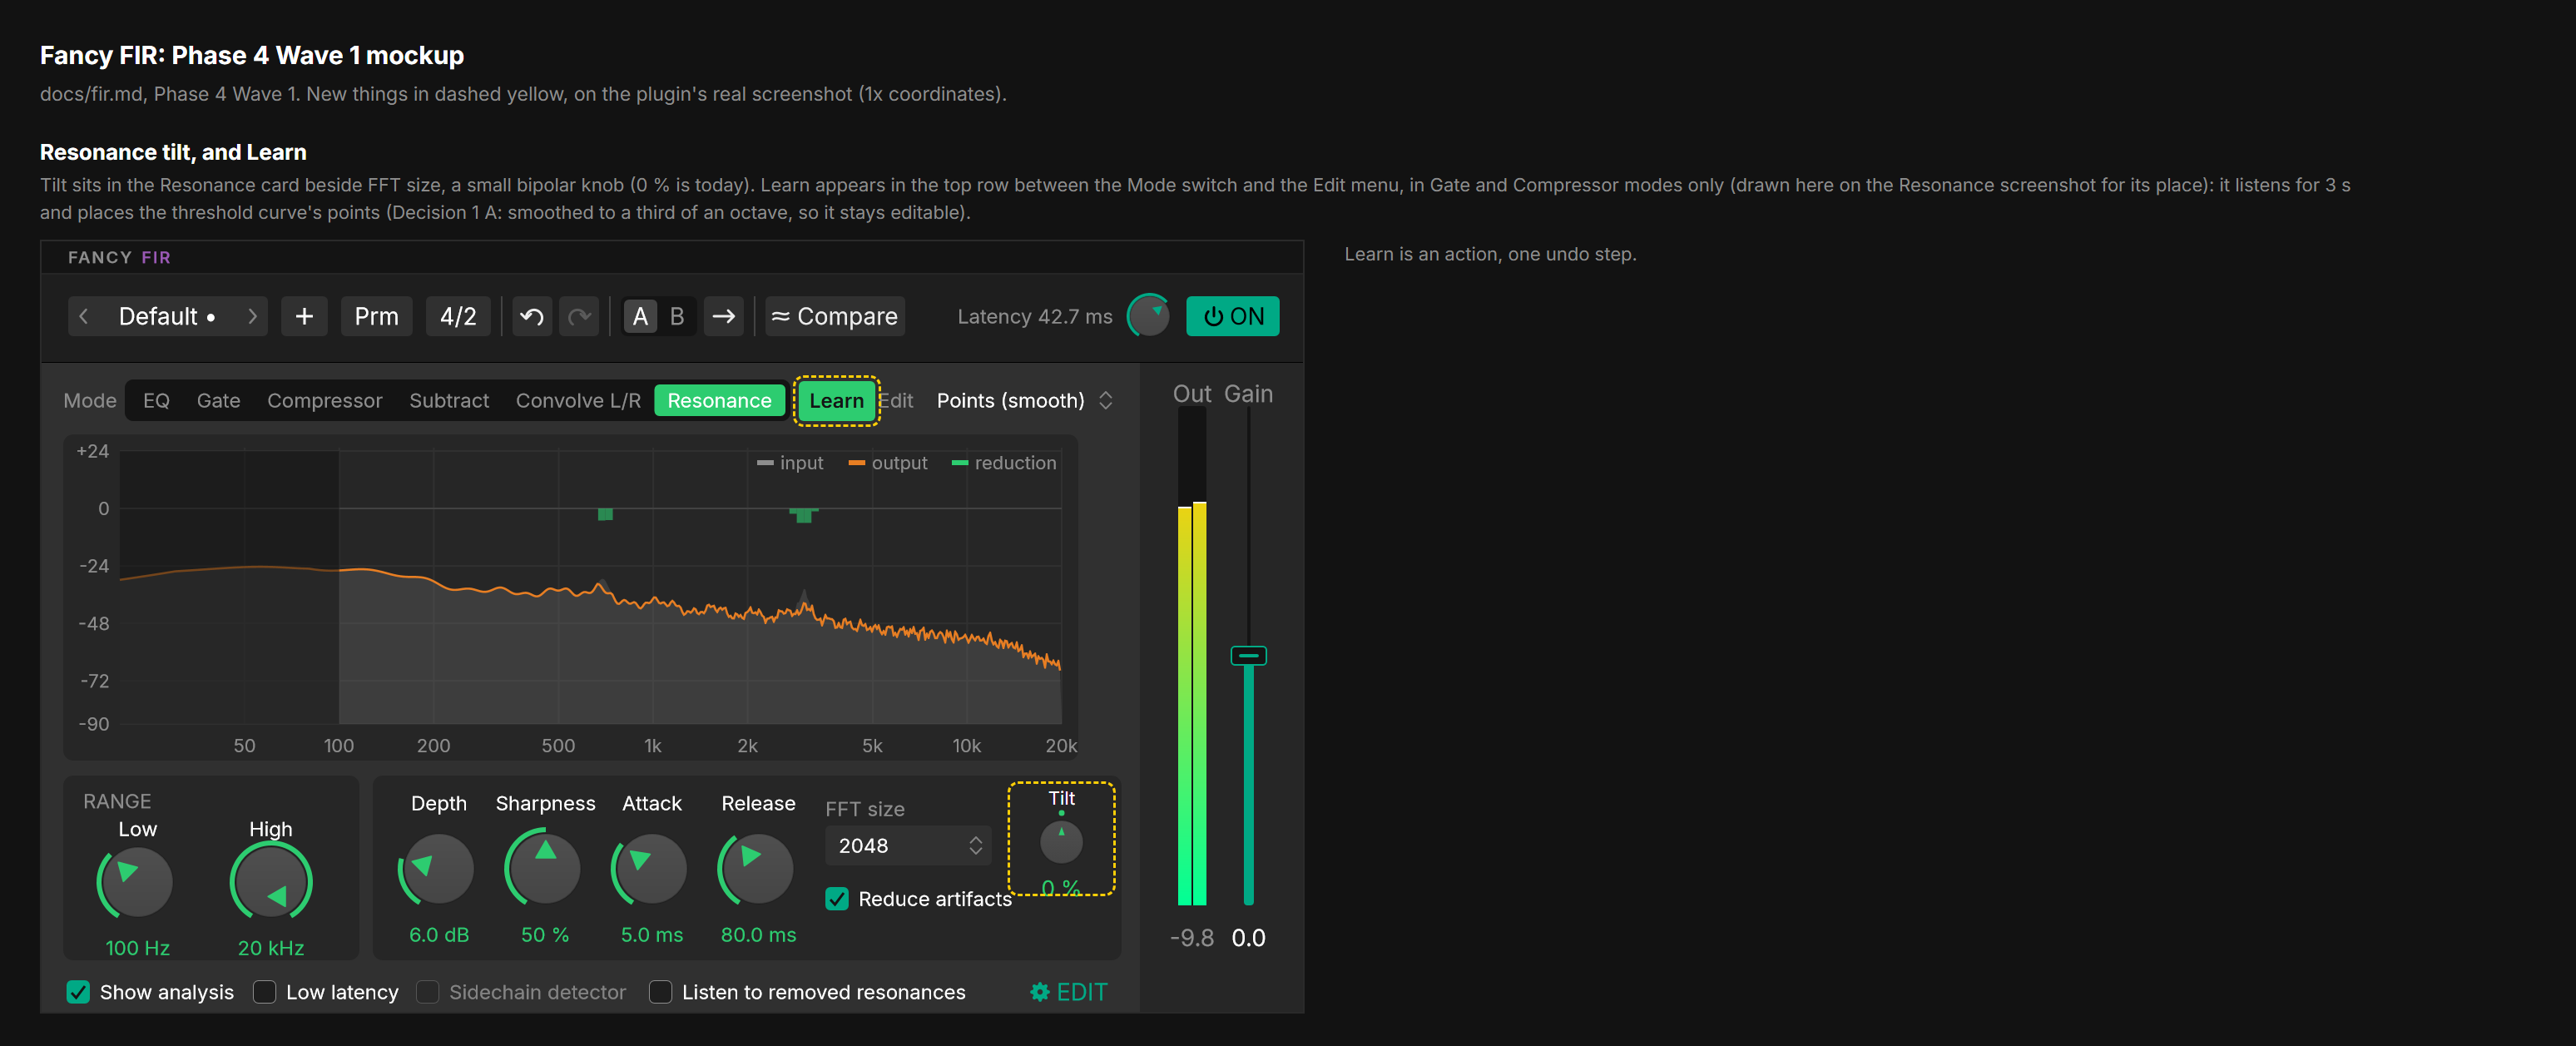 Fancy FIR: Phase 4 Wave 1 mockup
docs/fir.md, Phase 4 Wave 1. New things in dashed yellow, on the plugin's real screenshot (1x coordinates).
Resonance tilt, and Learn
Tilt sits in the Resonance card beside FFT size, a small bipolar knob (0 % is today). Learn appears in the top row between the Mode switch and the Edit menu, in Gate and Compressor modes only (drawn here on the Resonance screenshot for its place): it listens for 3 s
and places the threshold curve's points (Decision 1 A: smoothed to a third of an octave, so it stays editable).
FANCY FIR
Learn is an action, one undo step.
Default • + Prm 4/2 A B → ≈ Compare Latency 42.7 ms ON
Mode EQ Gate Compressor Subtract Convolve L/R Resonance Learn Edit Points (smooth)
Out Gain
+24
input output reduction
0
-24
-48
-72
-90
50 100 200 500 1k 2k 5k 10k 20k
RANGE
Low High
100 Hz 20 kHz
Depth Sharpness Attack Release
6.0 dB 50 % 5.0 ms 80.0 ms
FFT size
2048
Reduce artifacts
Tilt
0 %
-9.8 0.0
Show analysis Low latency Sidechain detector Listen to removed resonances EDIT